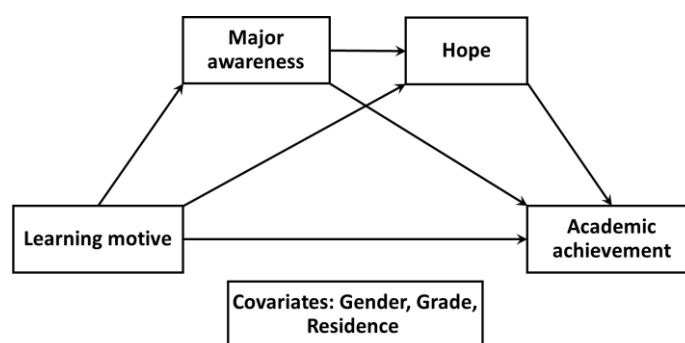 Major
awareness
Hope
Learning motive
Academic
achievement
Covariates: Gender, Grade,
Residence